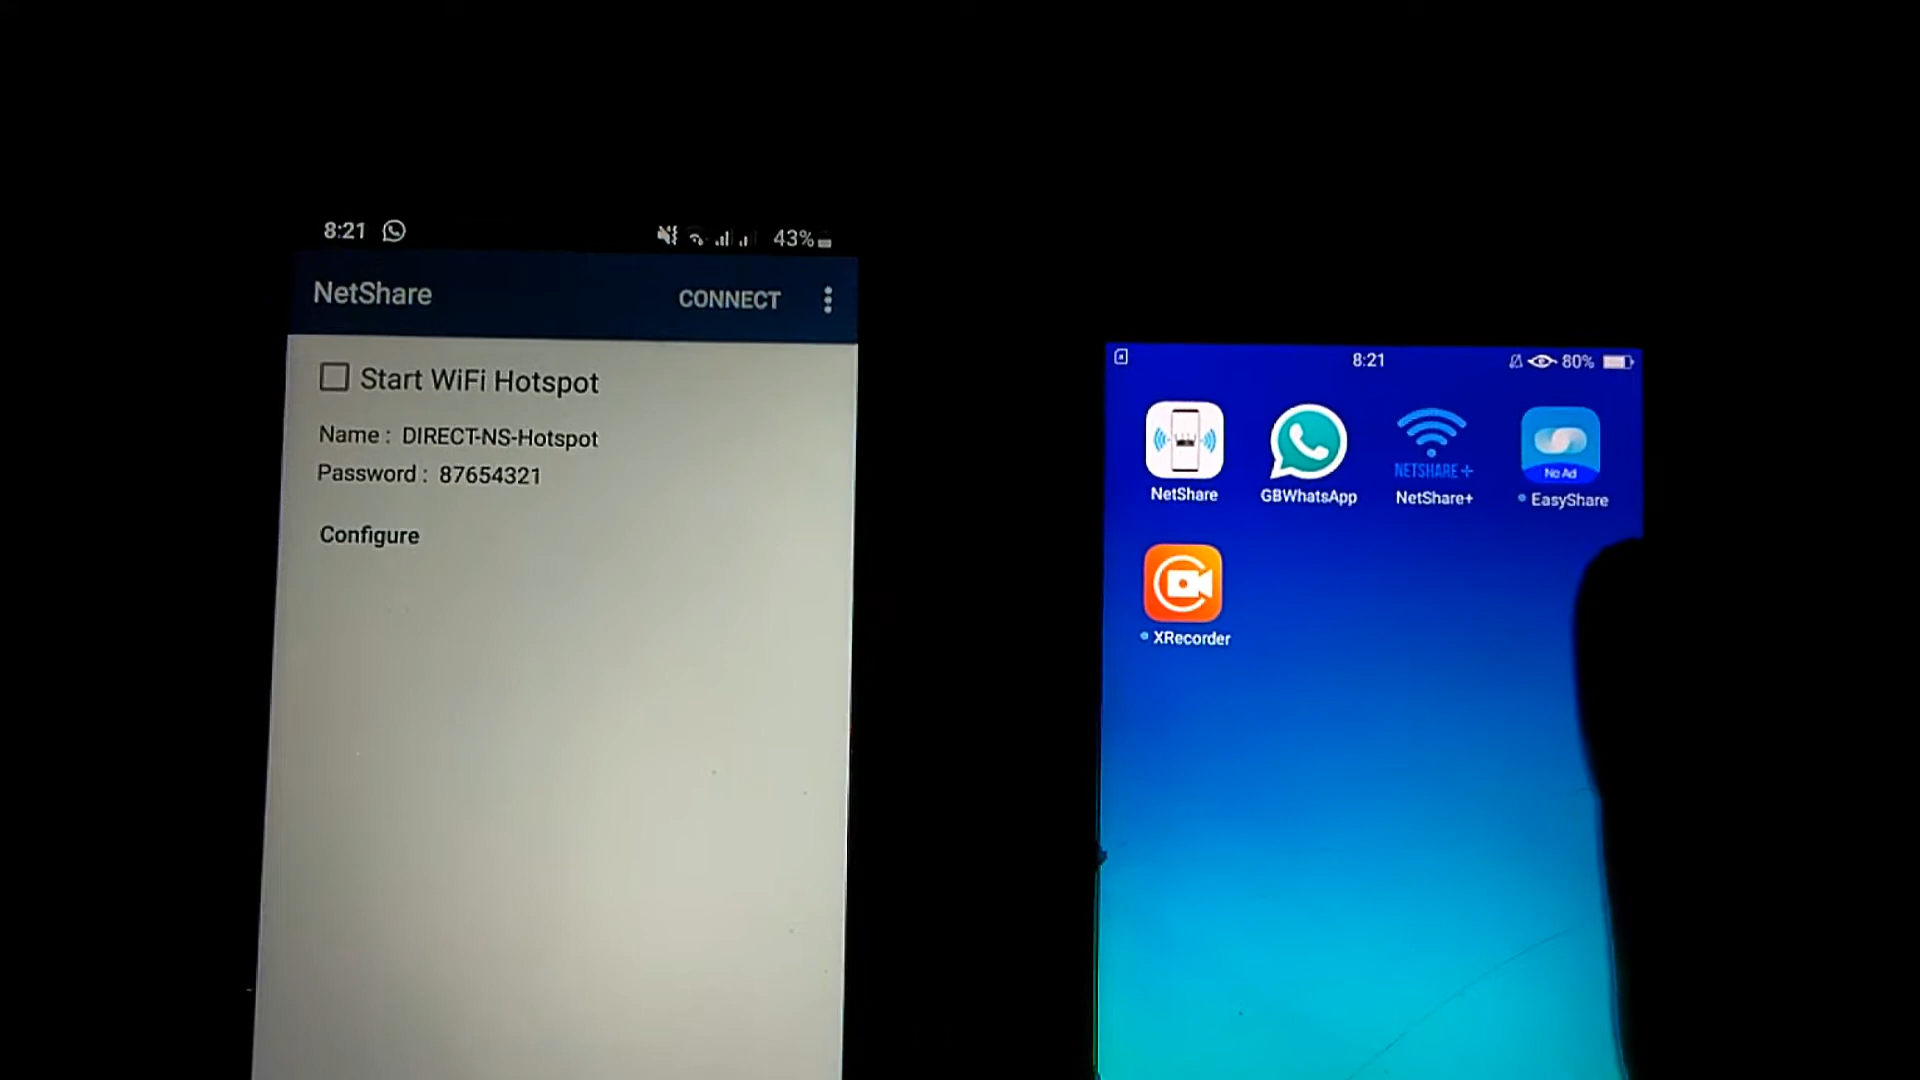 8:21 43%
NetShare CONNECT
Start WiFi Hotspot
Name : DIRECT-NS-Hotspot
Password : 87654321
Configure
8:21 80%
NETSHARE+
No Ad
NetShare GBWhatsApp NetShare+ EasyShare
XRecorder